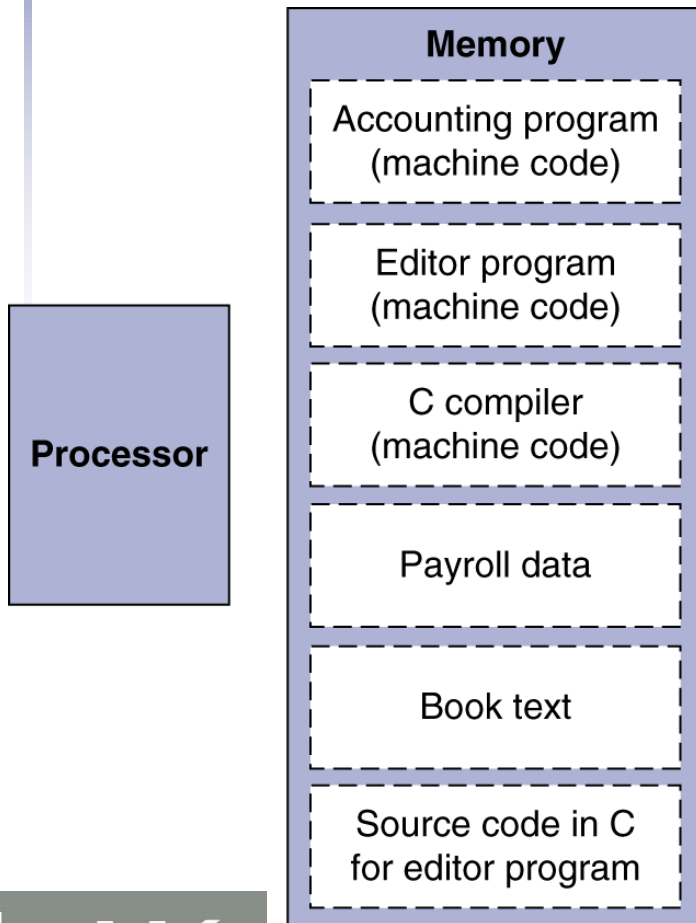 Memory
Accounting program
(machine code)
Editor program
(machine code)
C compiler
(machine code)
Processor
Payroll data
Book text
Source code in C
for editor program